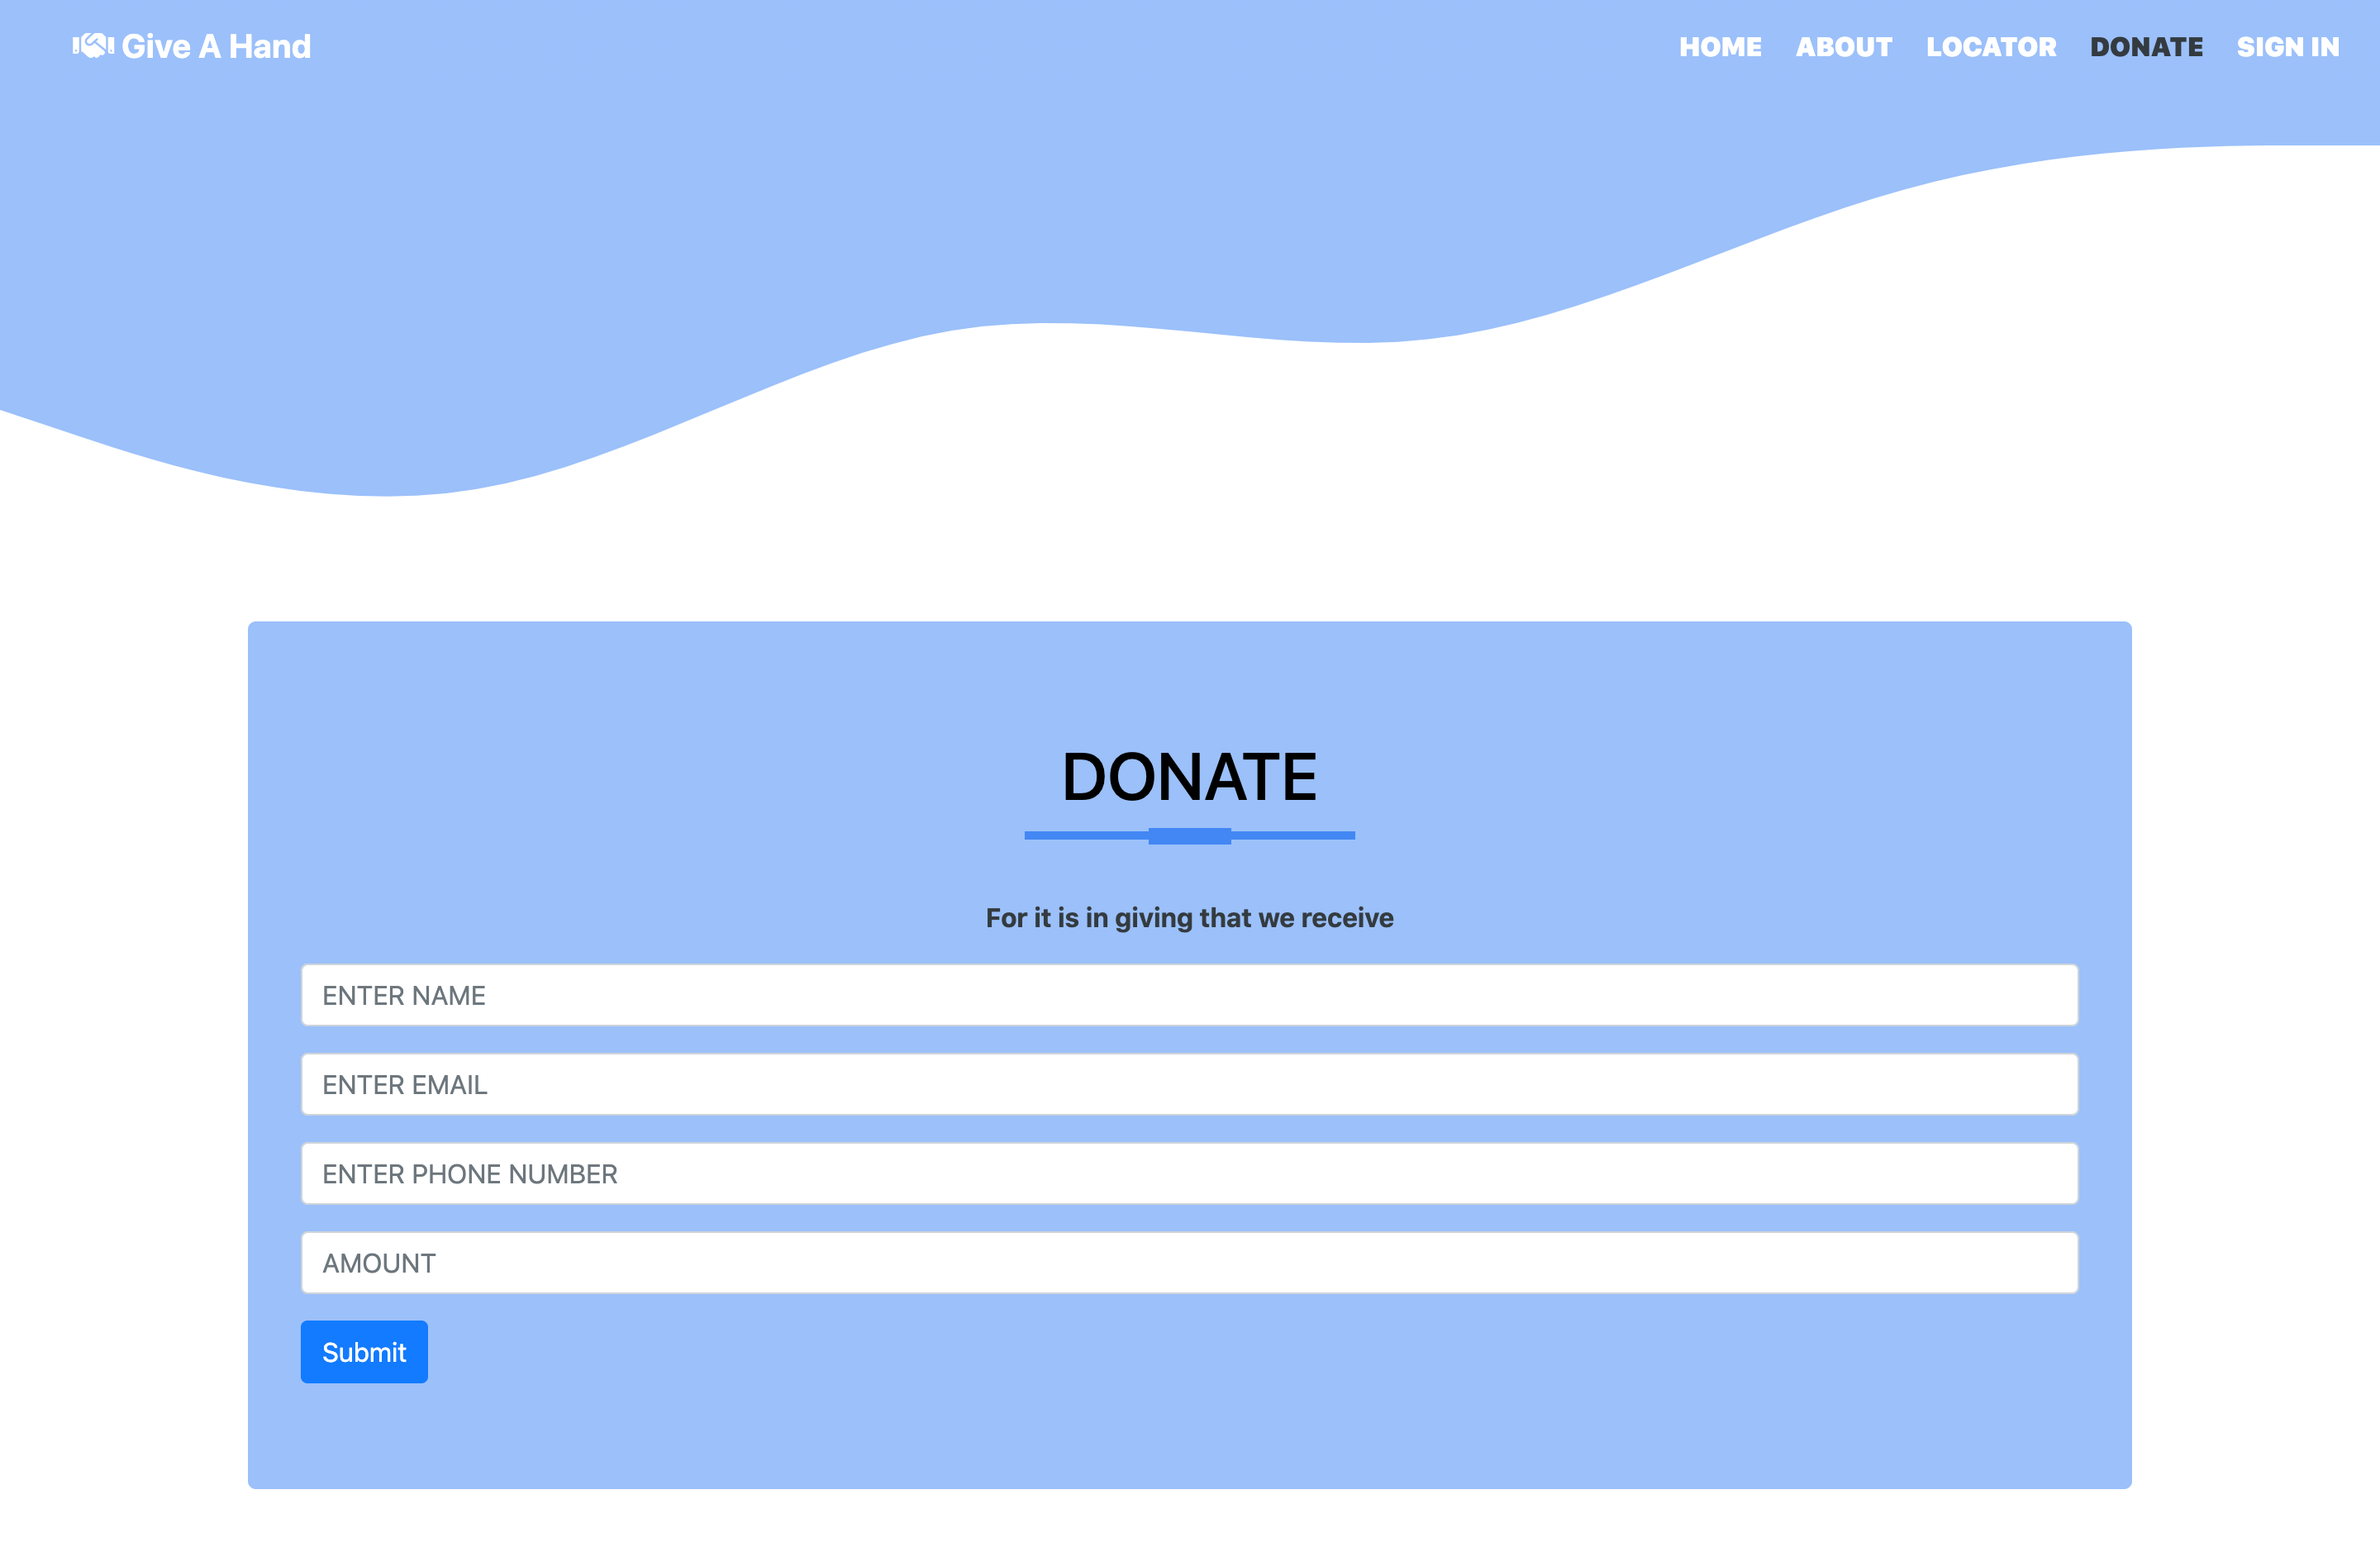 Give A Hand
HOME ABOUT LOCATOR DONATE SIGN IN
DONATE
For it is in giving that we receive
ENTER NAME
ENTER EMAIL
ENTER PHONE NUMBER
AMOUNT
Submit